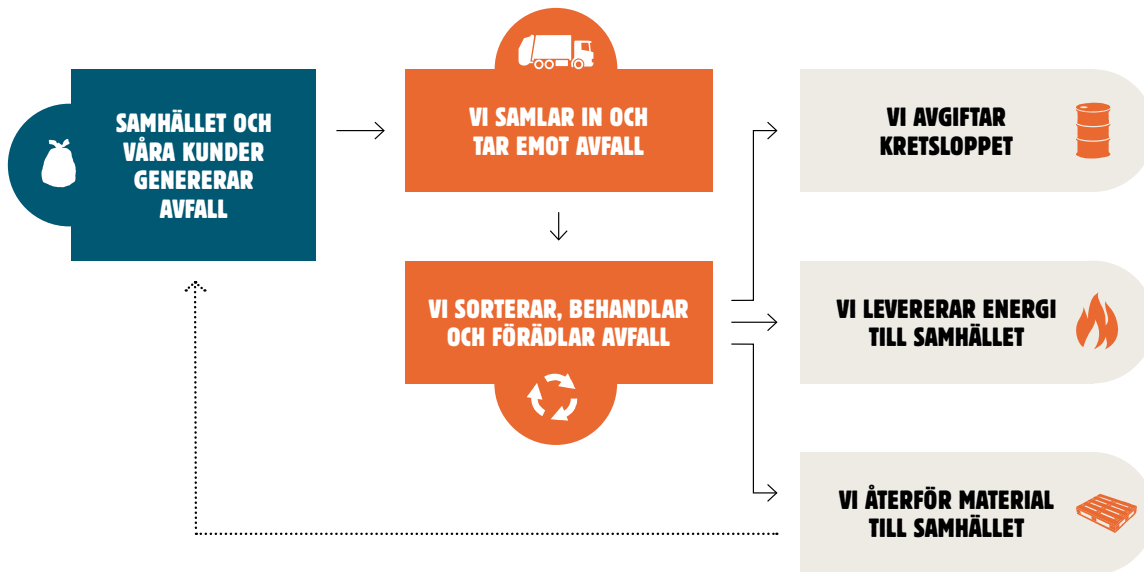 SAMHÄLLET OCH
VÅRA KUNDER
GENERERAR
AVFALL
VI SAMLAR IN OCH
TAR EMOT AVFALL
VI SORTERAR, BEHANDLAR
OCH FÖRÄDLAR AVFALL
VI AVGIFTAR
KRETSLOPPET
VI LEVERERAR ENERGI
TILL SAMHÄLLET
VI ÅTERFÖR MATERIAL
TILL SAMHÄLLET